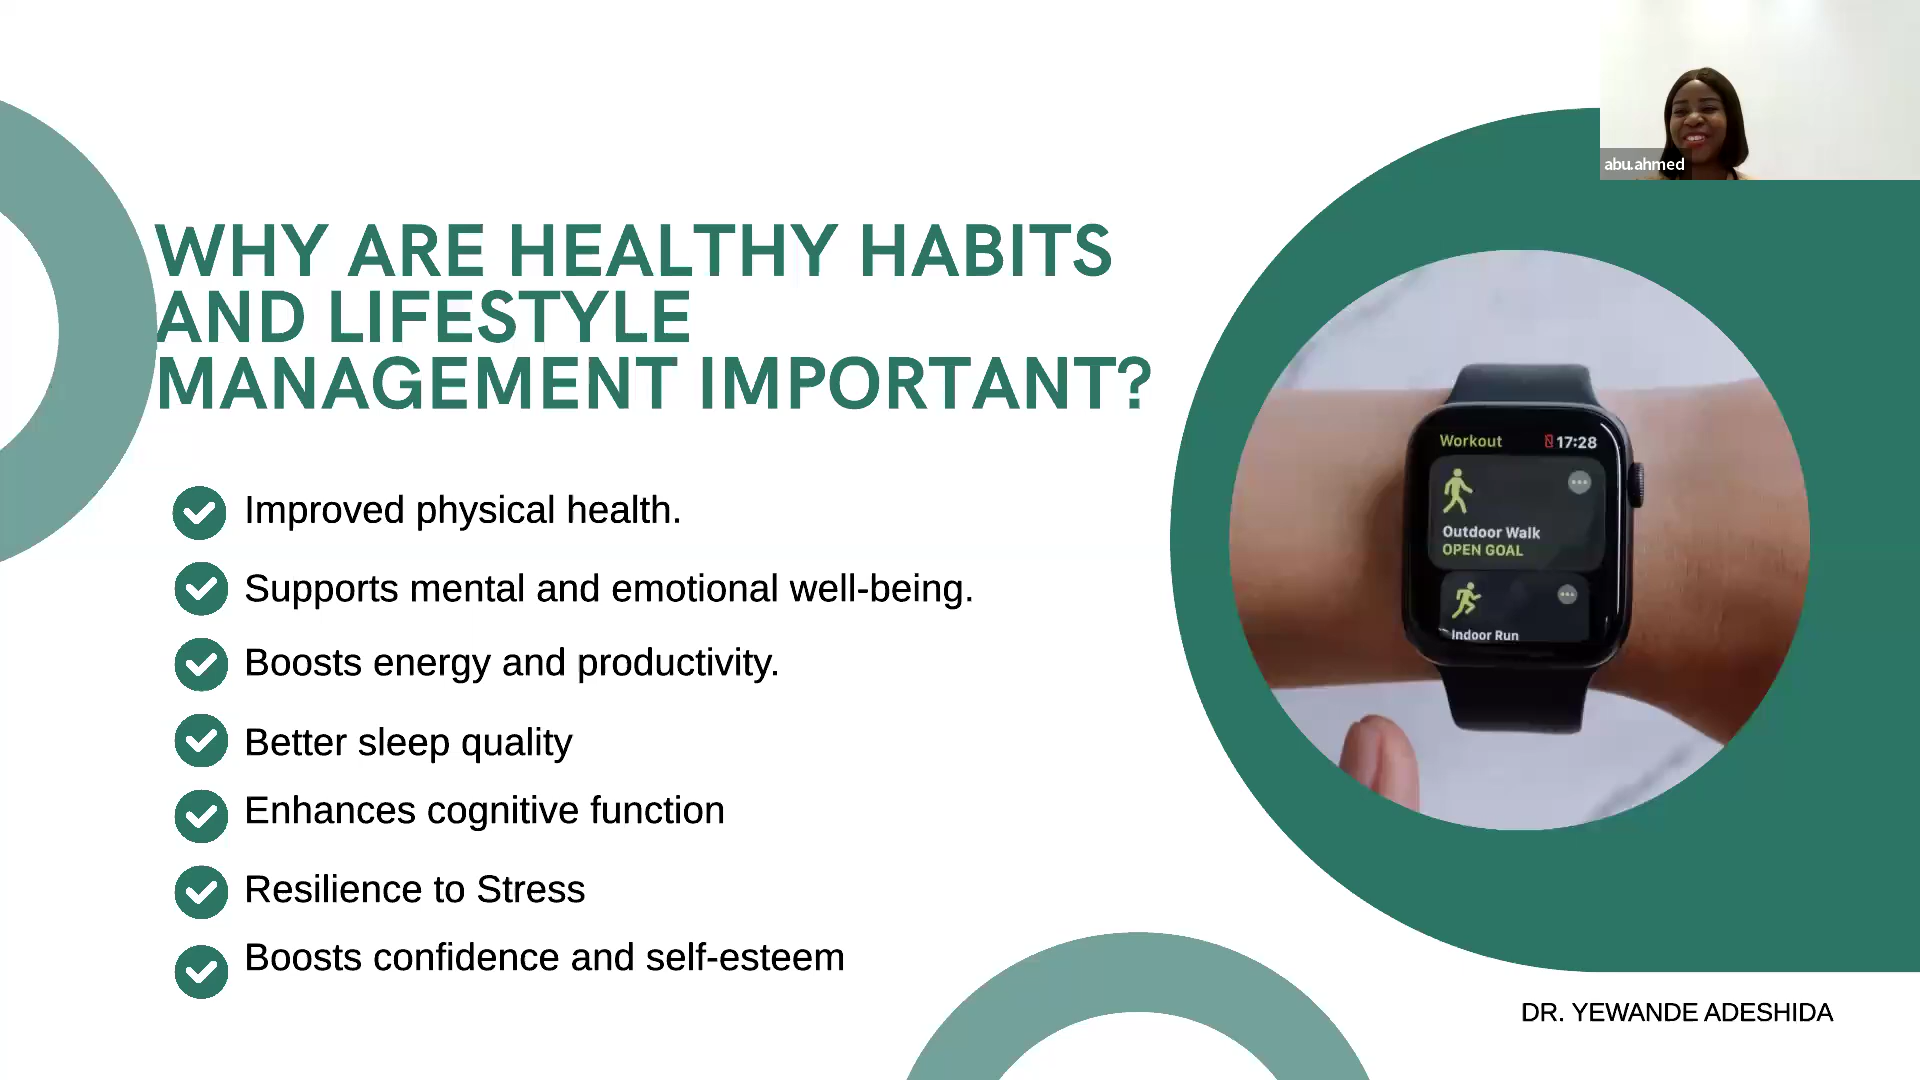 abu.ahmed
WHY ARE HEALTHY HABITS
AND LIFESTYLE
MANAGEMENT IMPORTANT?
Improved physical health.
Supports mental and emotional well-being.
Boosts energy and productivity.
Better sleep quality
Enhances cognitive function
Resilience to Stress
Boosts confidence and self-esteem
Workout 17:28
Outdoor Walk
OPEN GOAL
Indoor Run
DR. YEWANDE ADESHIDA